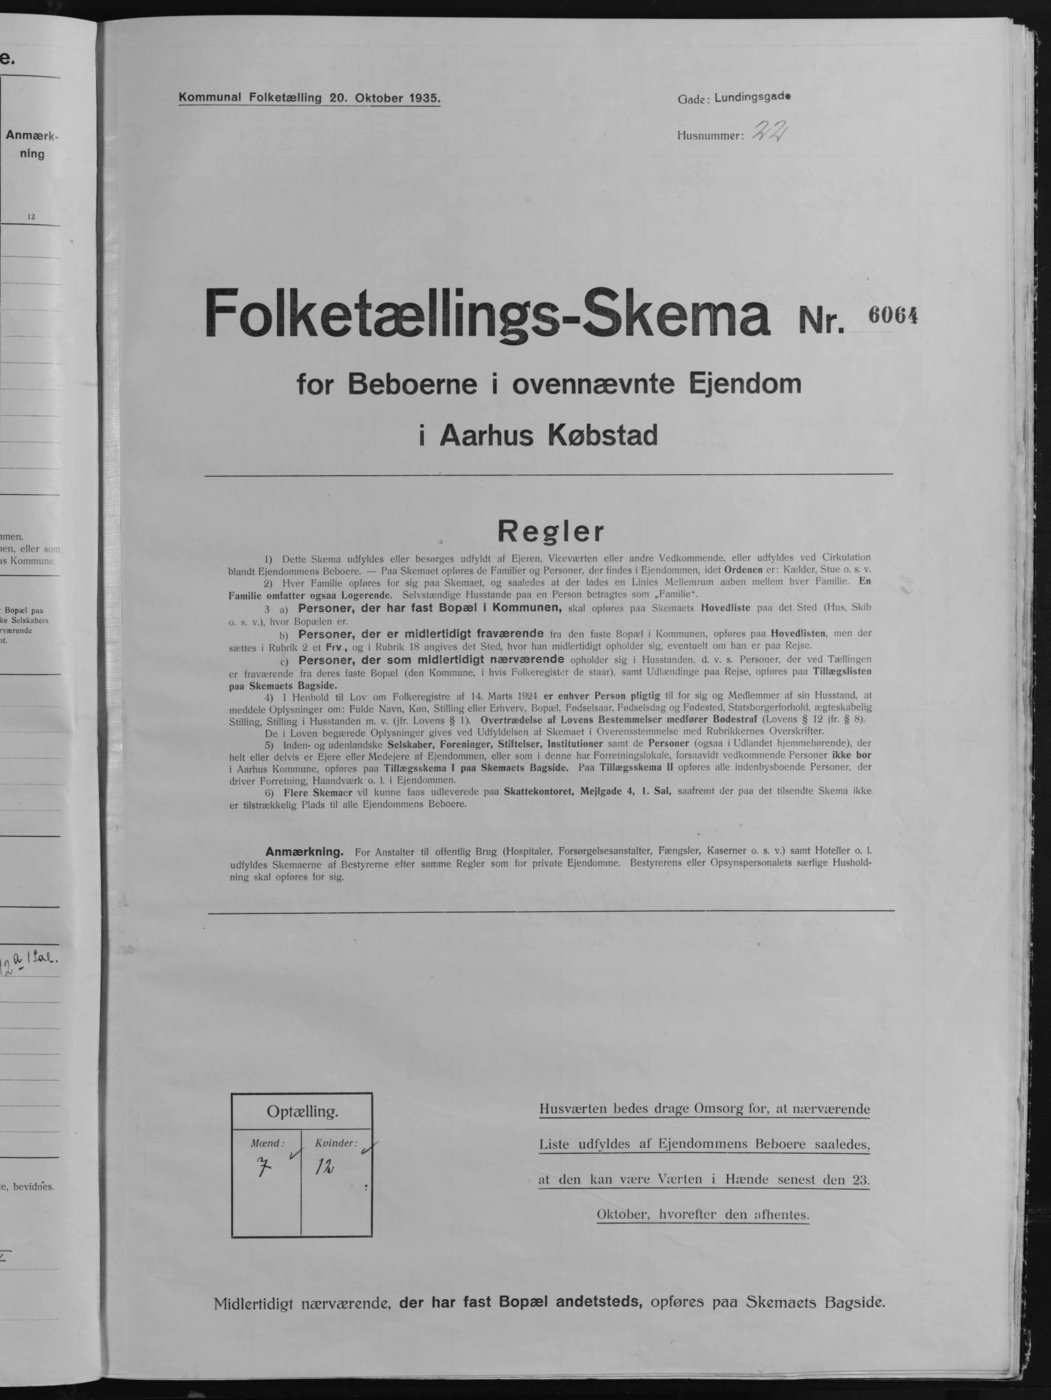 e.
Anmærk-
ning
12
mmen.
nen, eller som
us Kommune.
Bopæl paa
ke Selskabers
rværende
12a 1 Sal.
e, bevidnes.
Kommunal Folketælling 20. Oktober 1935.
Gade: Lundingsgade
Husnummer: 22
Folketællings-Skema Nr. 6064
for Beboerne i ovennævnte Ejendom
i Aarhus Købstad
Regler
1) Dette Skema udfyldes eller besørges udfyldt af Ejeren, Viceværten eller andre Vedkommende, eller udfyldes ved Cirkulation
blandt Ejendommens Beboere. — Paa Skemaet opføres de Familier og Personer, der findes i Ejendommen, idet Ordenen er: Kælder, Stue o. s. v.
2) Hver Familie opføres for sig paa Skemaet, og saaledes at der lades en Linies Mellemrum aaben mellem hver Familie. En
Familie omfatter ogsaa Logerende. Selvstændige Husstande paa en Person betragtes som „Familie“.
3 a) Personer, der har fast Bopæl i Kommunen, skal opføres paa Skemaets Hovedliste paa det Sted (Hus, Skib
o. s. v.), hvor Bopælen er.
b) Personer, der er midlertidigt fraværende fra den faste Bopæl i Kommunen, opføres paa Hovedlisten, men der
sættes i Rubrik 2 et Frv., og i Rubrik 18 angives det Sted, hvor han midlertidigt opholder sig, eventuelt om han er paa Rejse.
c) Personer, der som midlertidigt nærværende opholder sig i Husstanden, d. v. s. Personer, der ved Tællingen
er fraværende fra deres faste Bopæl (den Kommune, i hvis Folkeregister de staar), samt Udlændinge paa Rejse, opføres paa Tillægslisten
paa Skemaets Bagside.
4) I Henhold til Lov om Folkeregistre af 14. Marts 1924 er enhver Person pligtig til for sig og Medlemmer af sin Husstand, at
meddele Oplysninger om: Fulde Navn, Køn, Stilling eller Erhverv, Bopæl, Fødselsaar, Fødselsdag og Fødested, Statsborgerforhold, ægteskabelig
Stilling, Stilling i Husstanden m. v. (jfr. Lovens § 1). Overtrædelse af Lovens Bestemmelser medfører Bødestraf (Lovens § 12 jfr. § 8).
De i Loven begærede Oplysninger gives ved Udfyldelsen af Skemaet i Overensstemmelse med Rubrikkernes Overskrifter.
5) Inden- og udenlandske Selskaber, Foreninger, Stiftelser, Institutioner samt de Personer (ogsaa i Udlandet hjemmehørende), der
helt eller delvis er Ejere eller Medejere af Ejendommen, eller som i denne har Forretningslokale, forsaavidt vedkommende Personer ikke bor
i Aarhus Kommune, opføres paa Tillægsskema I paa Skemaets Bagside. Paa Tillægsskema II opføres alle indenbysboende Personer, der
driver Forretning, Haandværk o. l. i Ejendommen.
6) Flere Skemaer vil kunne faas udleverede paa Skattekontoret, Mejlgade 4, 1. Sal, saafremt der paa det tilsendte Skema ikke
er tilstrækkelig Plads til alle Ejendommens Beboere.
Anmærkning. For Anstalter til offentlig Brug (Hospitaler, Forsørgelsesanstalter, Fængsler, Kaserner o. s. v.) samt Hoteller o. l.
udfyldes Skemaerne af Bestyrerne efter samme Regler som for private Ejendomme. Bestyrerens eller Opsynspersonalets særlige Hushold-
ning skal opføres for sig.
Optælling.
Mænd: Kvinder:
7 12
Husværten bedes drage Omsorg for, at nærværende
Liste udfyldes af Ejendommens Beboere saaledes,
at den kan være Værten i Hænde senest den 23.
Oktober, hvorefter den afhentes.
Midlertidigt nærværende, der har fast Bopæl andetsteds, opføres paa Skemaets Bagside.